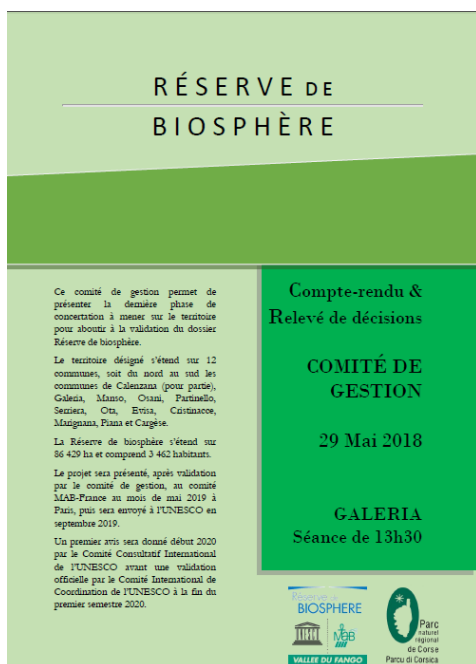 RÉSERVE DE
BIOSPHÈRE
Ce comité de gestion permet de
présenter la dernière phase de
concertation à mener sur le territoire
pour aboutir à la validation du dossier
Réserve de biosphère.
Le territoire désigné s'étend sur 12
communes, soit du nord au sud les
communes de Calenzana (pour partie),
Galeria, Manso, Osani, Partinello,
Serriera, Ota, Evisa, Cristinacce,
Marignana, Piana et Cargèse.
La Réserve de biosphère s'étend sur
86 429 ha et comprend 3 462 habitants.
Le projet sera présenté, après validation
par le comité de gestion, au comité
MAB-France au mois de mai 2019 à
Paris, puis sera envoyé à l'UNESCO en
septembre 2019.
Un premier avis sera donné début 2020
par le Comité Consultatif International
de l'UNESCO avant une validation
officielle par le Comité International de
Coordination de l'UNESCO à la fin du
premier semestre 2020.
Compte-rendu &
Relevé de décisions
COMITÉ DE
GESTION
29 Mai 2018
GALERIA
Séance de 13h30
Réserve de
BIOSPHERE
MAB
VALLEE DU FANGO
Parc
naturel
régional
de Corse
Parcu di Corsica